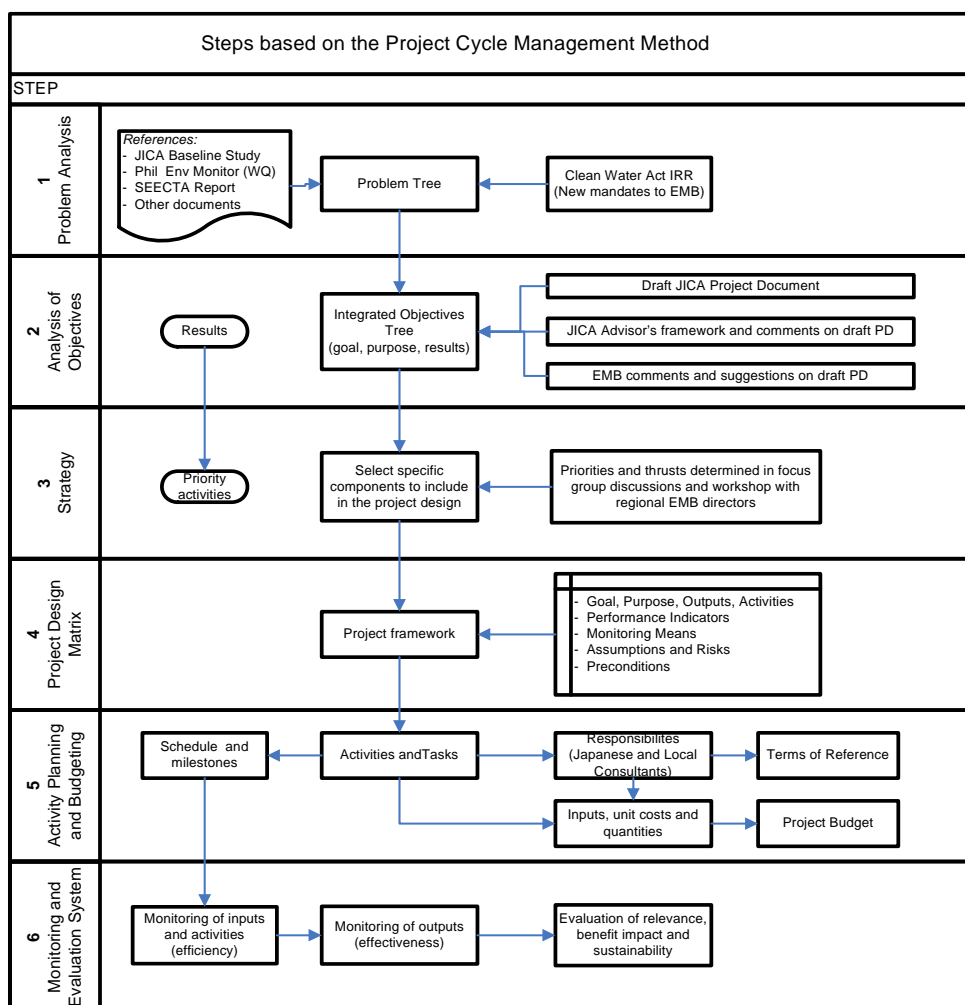 Steps based on the Project Cycle Management Method
STEP
1
Problem Analysis
References:
- JICA Baseline Study
- Phil Env Monitor (WQ)
- SEECTA Report
- Other documents
Problem Tree
Clean Water Act IRR
(New mandates to EMB)
2
Analysis of
Objectives
Results
Integrated Objectives
Tree
(goal, purpose, results)
Draft JICA Project Document
JICA Advisor's framework and comments on draft PD
EMB comments and suggestions on draft PD
3
Strategy
Priority
activities
Select specific
components to include
in the project design
Priorities and thrusts determined in focus
group discussions and workshop with
regional EMB directors
4
Project Design
Matrix
Project framework
- Goal, Purpose, Outputs, Activities
- Performance Indicators
- Monitoring Means
- Assumptions and Risks
- Preconditions
5
Activity Planning
and Budgeting
Schedule and
milestones
Activities andTasks
Responsibilites
(Japanese and Local
Consultants)
Terms of Reference
Inputs, unit costs and
quantities
Project Budget
6
Monitoring and
Evaluation System
Monitoring of inputs
and activities
(efficiency)
Monitoring of outputs
(effectiveness)
Evaluation of relevance,
benefit impact and
sustainability